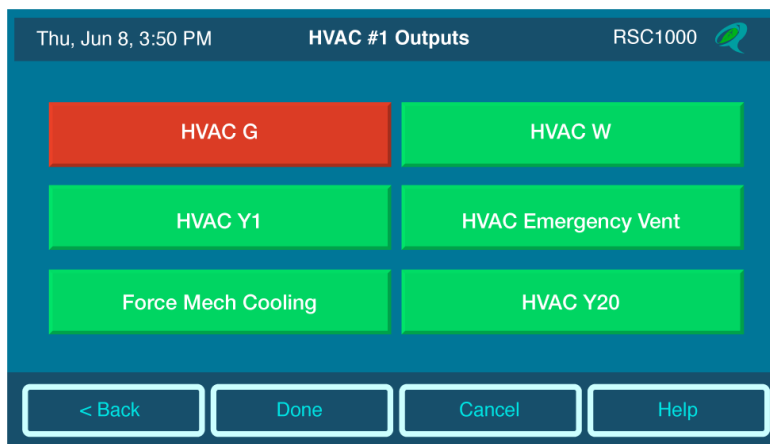 Thu, Jun 8, 3:50 PM HVAC #1 Outputs RSC1000
HVAC G HVAC W
HVAC Y1 HVAC Emergency Vent
Force Mech Cooling HVAC Y20
< Back Done Cancel Help